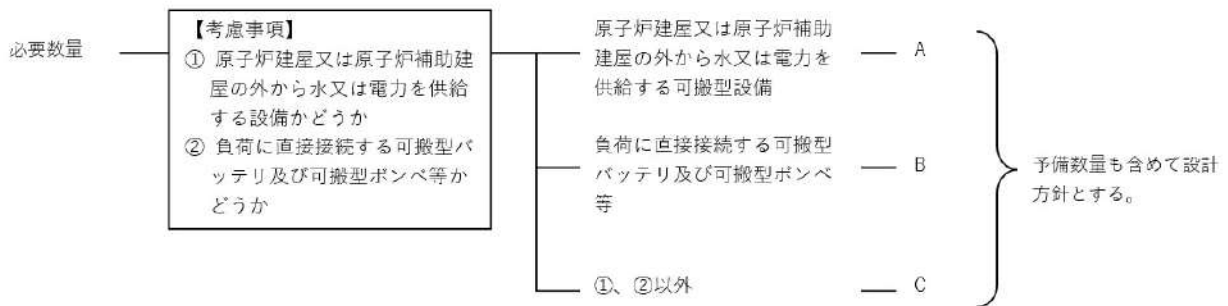 必要数量
【考慮事項】
① 原子炉建屋又は原子炉補助建
屋の外から水又は電力を供給
する設備かどうか
② 負荷に直接接続する可搬型バ
ッテリ及び可搬型ボンベ等か
どうか
原子炉建屋又は原子炉補助
建屋の外から水又は電力を
供給する可搬型設備
A
負荷に直接接続する可搬型
バッテリ及び可搬型ボンベ
等
B
①、②以外
C
予備数量も含めて設計
方針とする。